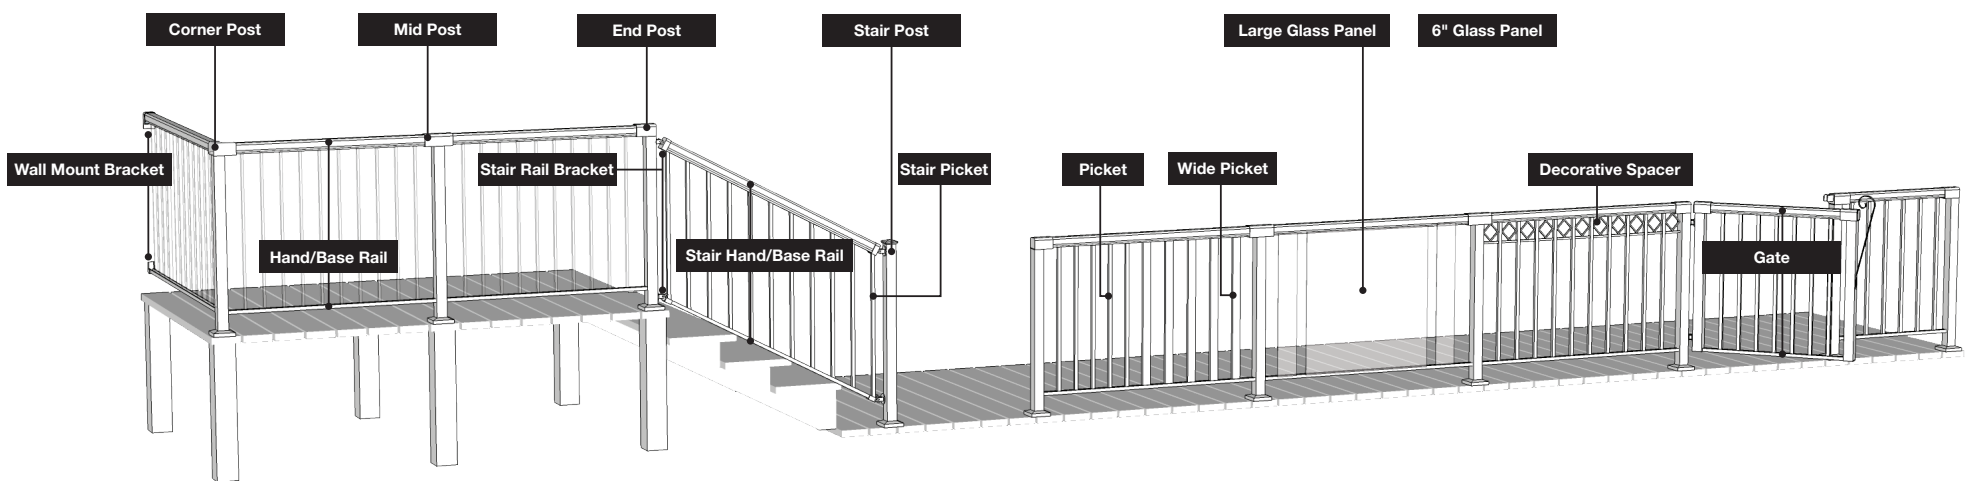 Corner Post
Mid Post
End Post
Stair Post
Large Glass Panel
6" Glass Panel
Wall Mount Bracket
Stair Rail Bracket
Stair Picket
Picket
Wide Picket
Decorative Spacer
Hand/Base Rail
Stair Hand/Base Rail
Gate